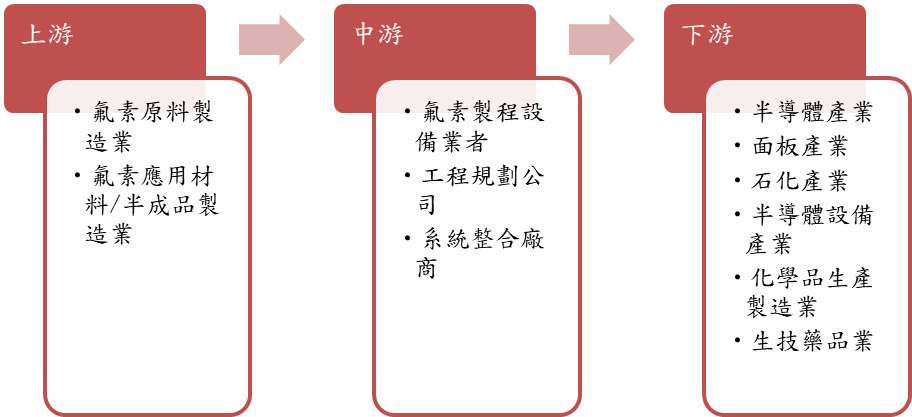 上游
• 氟素原料製
造業
• 氟素應用材
料/半成品製
造業
中游
• 氟素製程設
備業者
• 工程規劃公
司
• 系統整合廠
商
下游
• 半導體產業
• 面板產業
• 石化產業
• 半導體設備
產業
• 化學品生產
製造業
• 生技藥品業